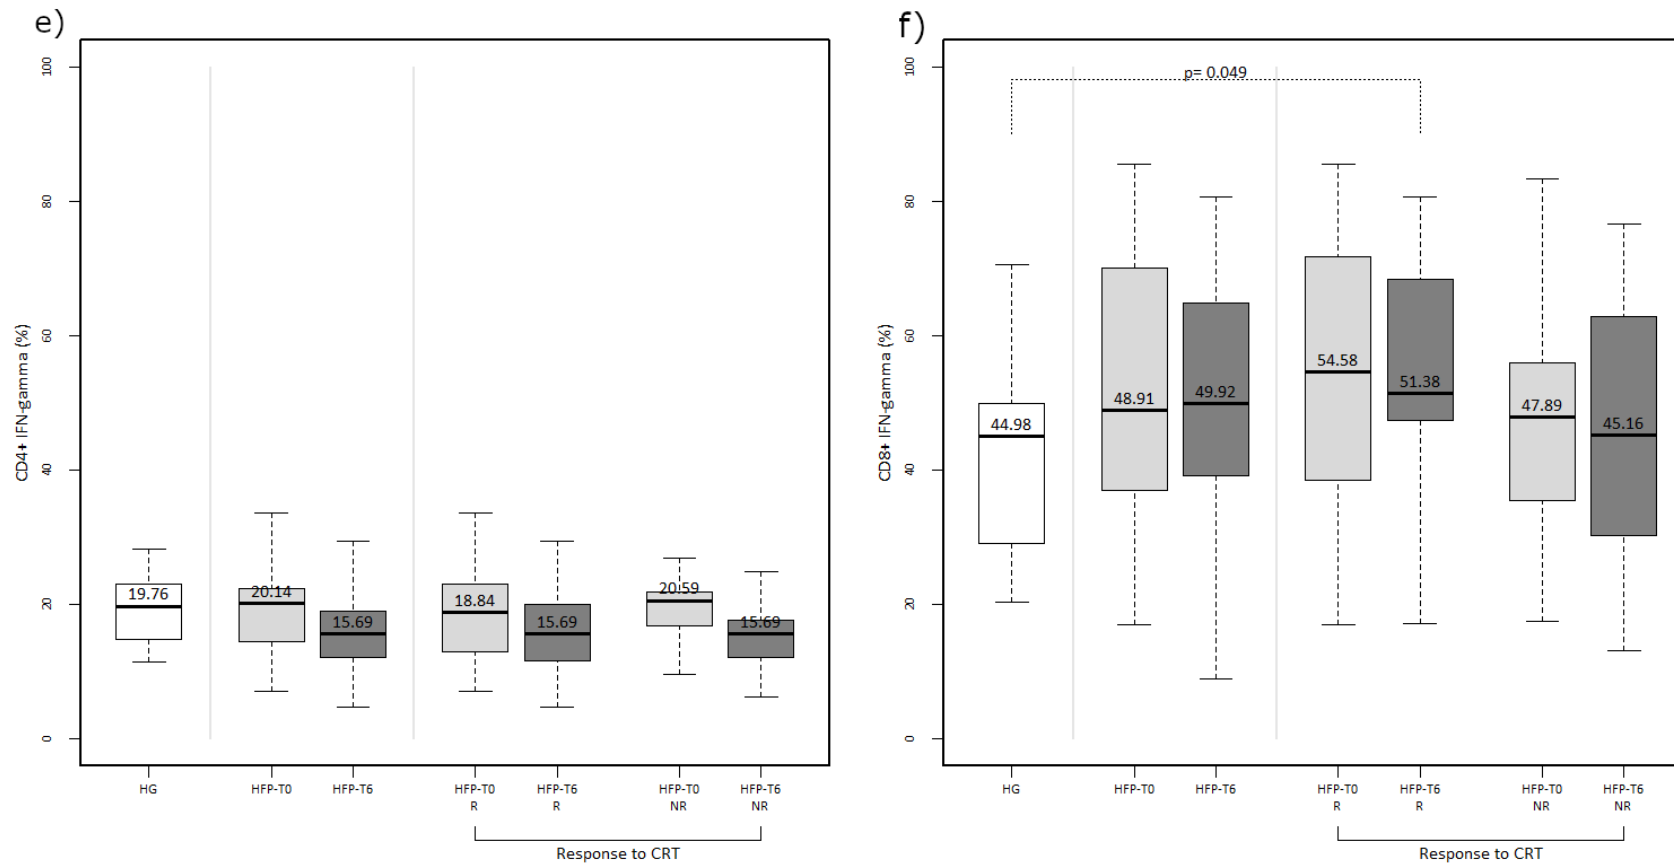 e)
CD4+ IFN-gamma (%)
100
80
60
40
20
0
19.76
20.14
15.69
18.84
15.69
20.59
15.69
HG
HFP-T0
HFP-T6
HFP-T0
R
HFP-T6
R
HFP-T0
NR
HFP-T6
NR
Response to CRT
f)
CD8+ IFN-gamma (%)
100
80
60
40
20
0
p= 0.049
44.98
48.91
49.92
54.58
51.38
47.89
45.16
HG
HFP-T0
HFP-T6
HFP-T0
R
HFP-T6
R
HFP-T0
NR
HFP-T6
NR
Response to CRT